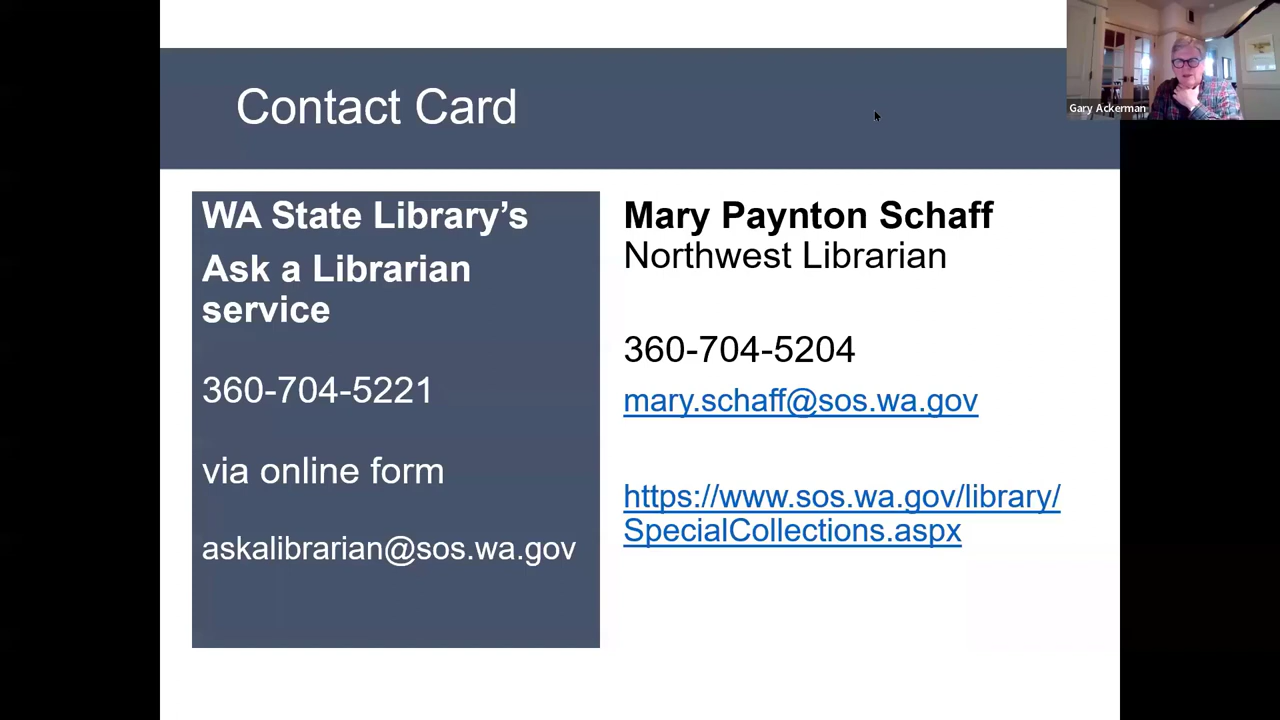 Contact Card
Gary Ackerman
WA State Library’s
Ask a Librarian
service
360-704-5221
via online form
askalibrarian@sos.wa.gov
Mary Paynton Schaff
Northwest Librarian
360-704-5204
mary.schaff@sos.wa.gov
https://www.sos.wa.gov/library/
SpecialCollections.aspx